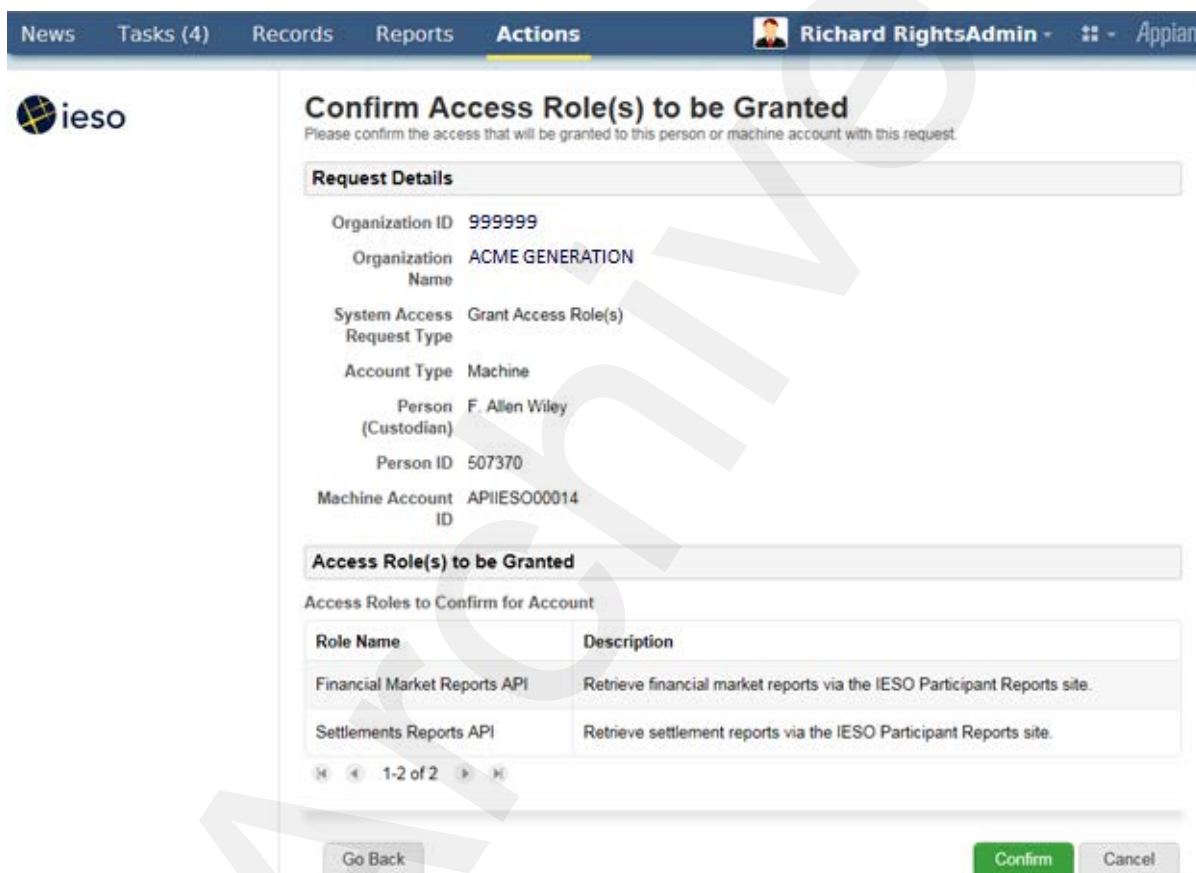 News Tasks (4) Records Reports Actions Richard RightsAdmin Appian
ieso
Confirm Access Role(s) to be Granted
Please confirm the access that will be granted to this person or machine account with this request.
Request Details
Organization ID 999999
Organization Name ACME GENERATION
System Access Request Type Grant Access Role(s)
Account Type Machine
Person (Custodian) F. Allen Wiley
Person ID 507370
Machine Account ID APIIESO00014
Access Role(s) to be Granted
Access Roles to Confirm for Account
Role Name Description
Financial Market Reports API Retrieve financial market reports via the IESO Participant Reports site.
Settlements Reports API Retrieve settlement reports via the IESO Participant Reports site.
1-2 of 2
Go Back Confirm Cancel
Archive